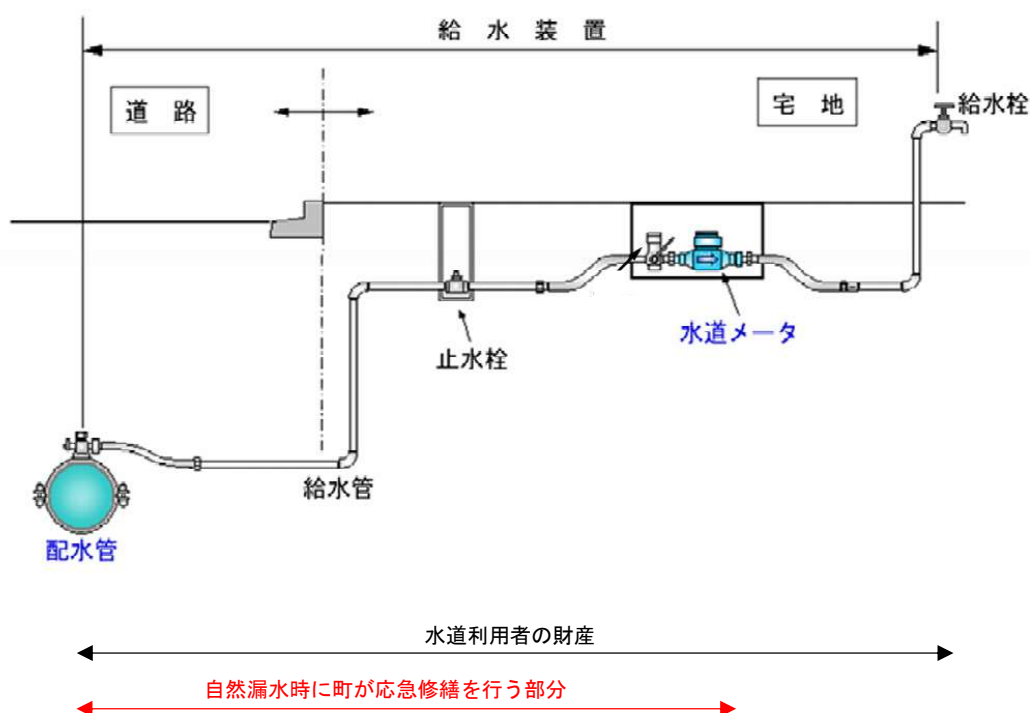 給水装置
道路
宅地
給水栓
水道メータ
止水栓
給水管
配水管
水道利用者の財産
自然漏水時に町が応急修繕を行う部分